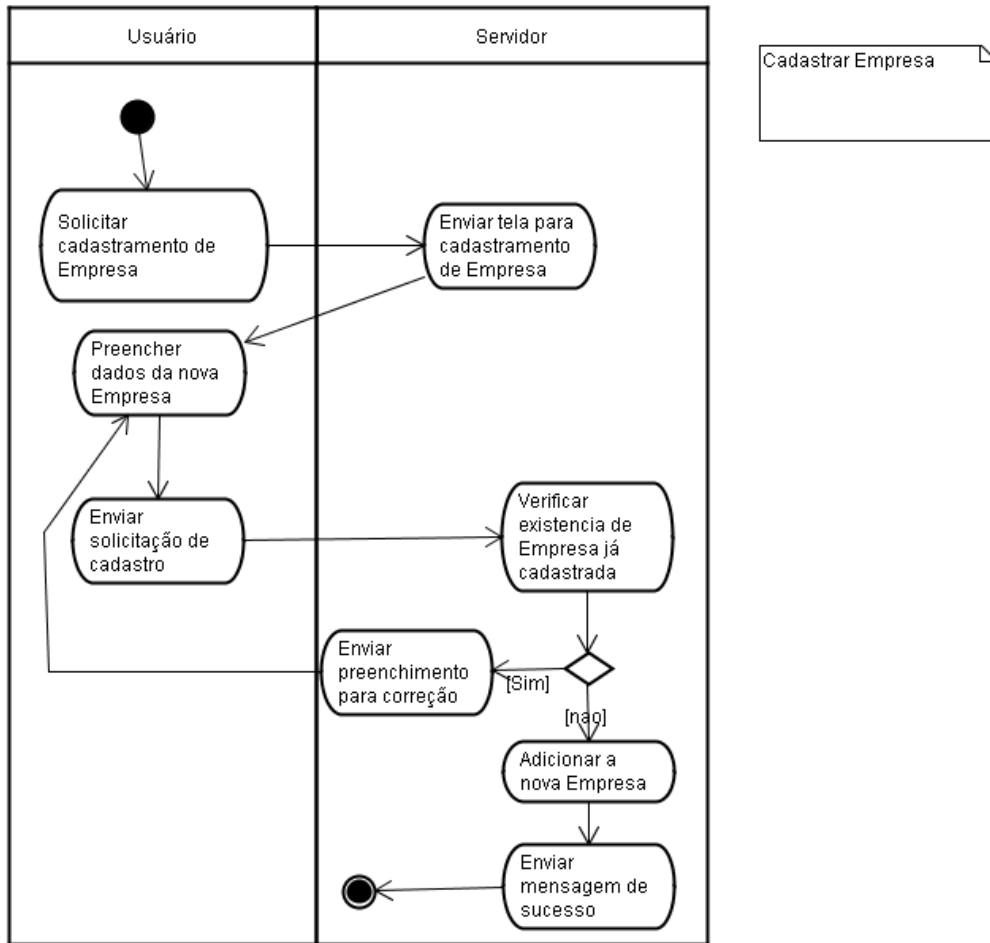 Usuário
Servidor
Cadastrar Empresa
Solicitar
cadastramento de
Empresa
Enviar tela para
cadastramento
de Empresa
Preencher
dados da nova
Empresa
Enviar
solicitação de
cadastro
Verificar
existencia de
Empresa já
cadastrada
Enviar
preenchimento
para correção
[Sim]
[nao]
Adicionar a
nova Empresa
Enviar
mensagem de
sucesso